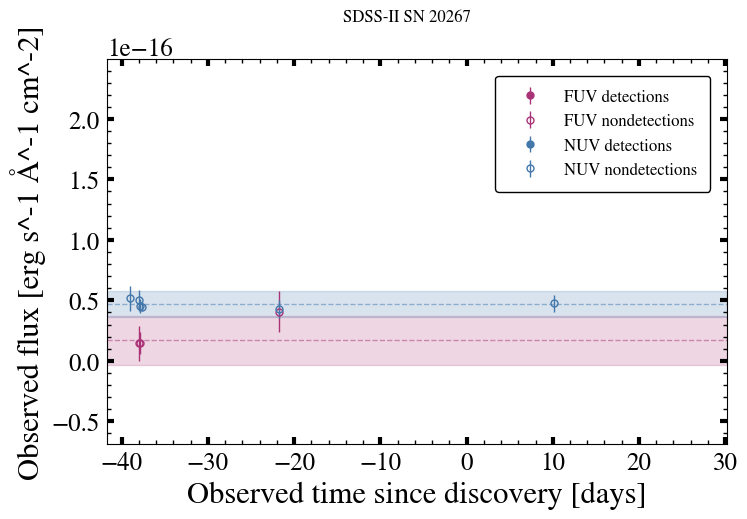 SDSS-II SN 20267
1e−16
Observed flux [erg s^-1 Å^-1 cm^-2]
2.0
1.5
1.0
0.5
0.0
−0.5
FUV detections
FUV nondetections
NUV detections
NUV nondetections
−40 −30 −20 −10 0 10 20 30
Observed time since discovery [days]